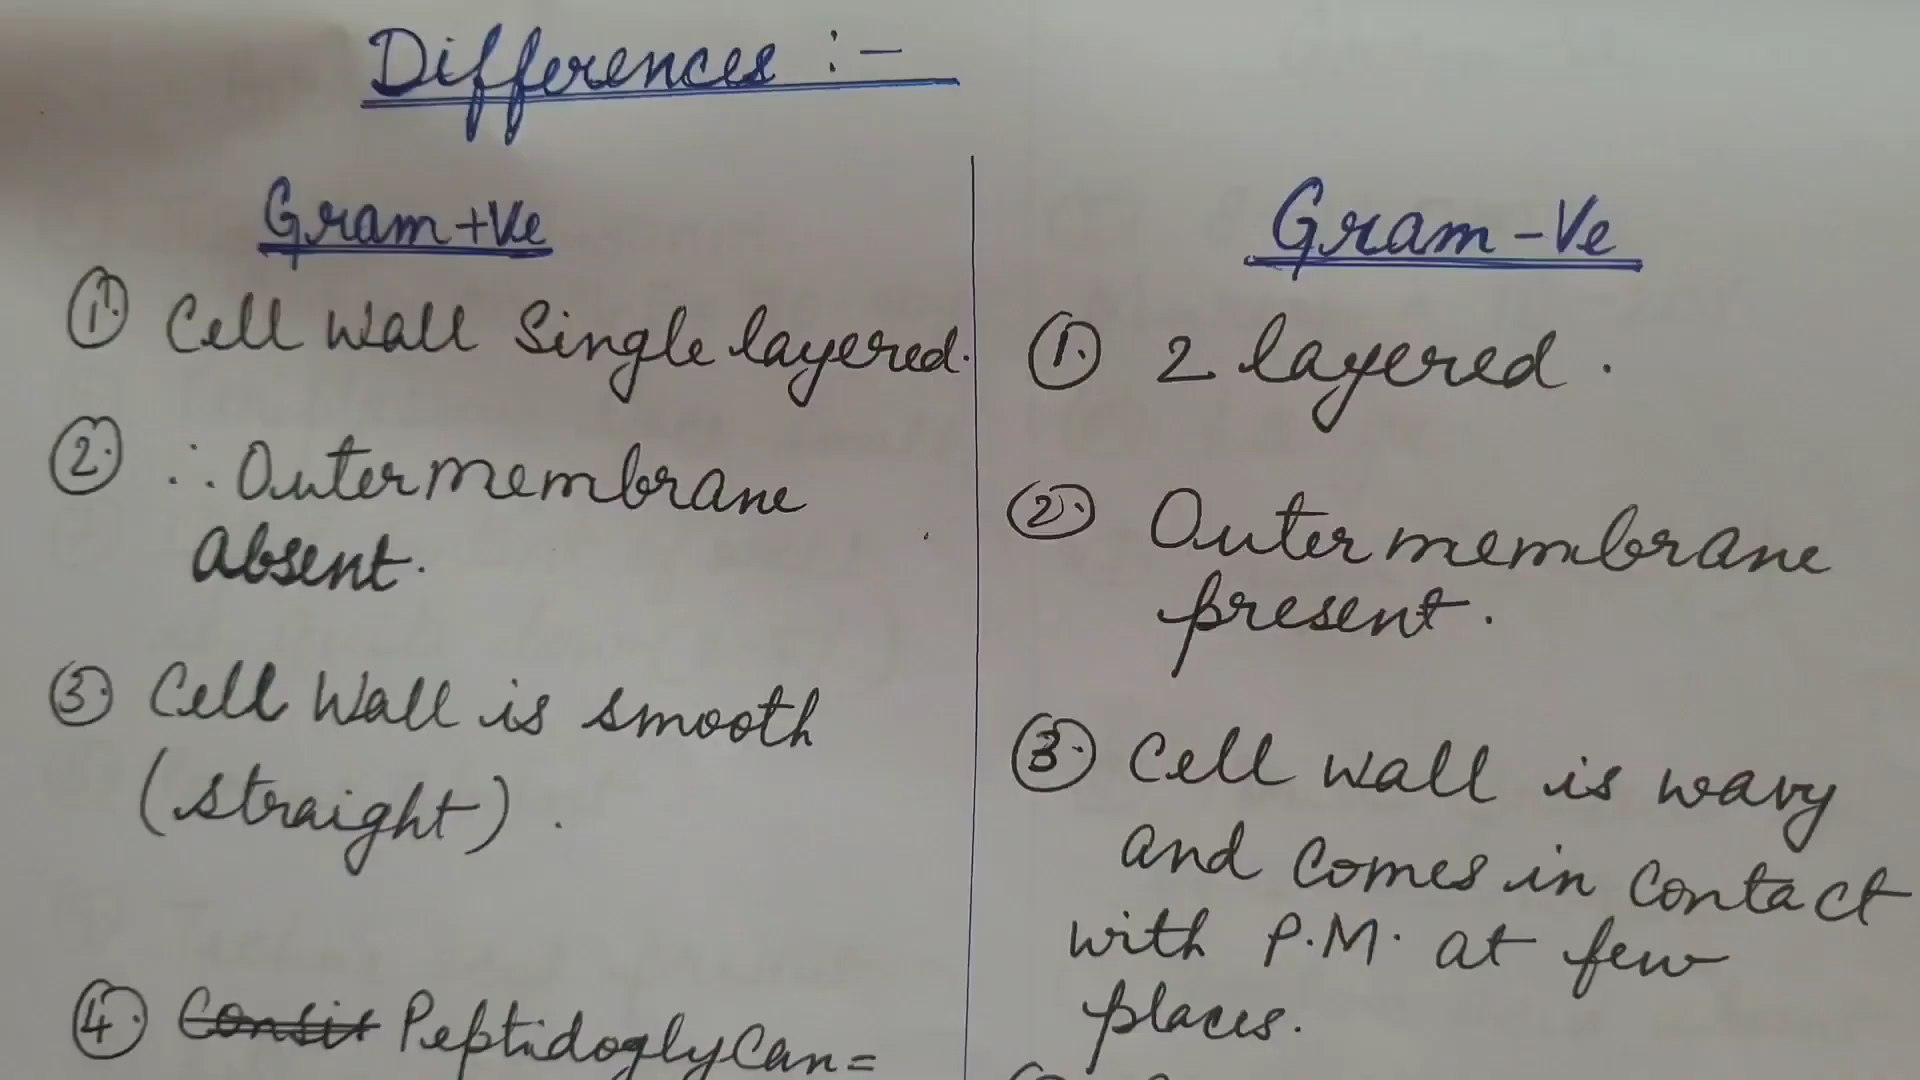 Differences :-
Gram +Ve
① Cell Wall Single layered.
② ∴ Outer membrane
absent.
③ Cell Wall is smooth
(straight).
④ Consit Peptidoglycan=
Gram -Ve
① 2 layered.
② Outer membrane
present.
③ Cell wall is wavy
and comes in contact
with P.M. at few
places.